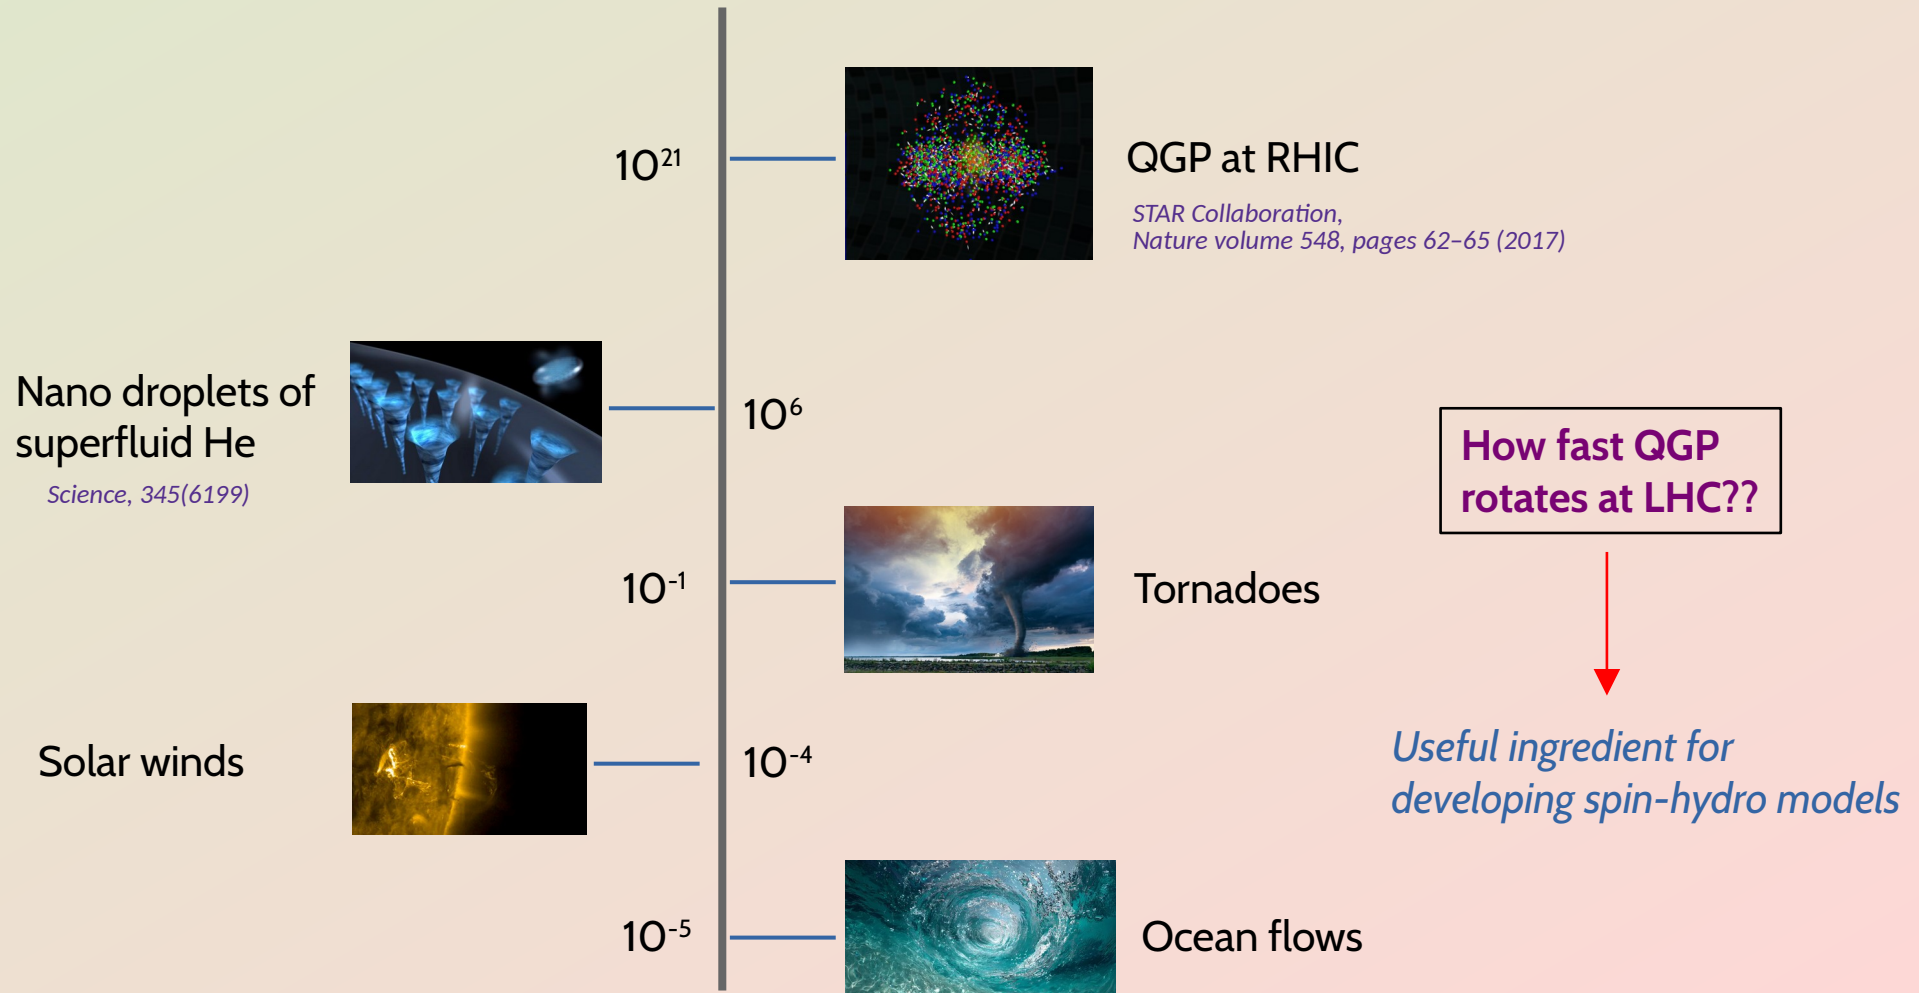 10²¹
QGP at RHIC
STAR Collaboration,
Nature volume 548, pages 62–65 (2017)
Nano droplets of
superfluid He
Science, 345(6199)
10⁶
How fast QGP
rotates at LHC??
10⁻¹
Tornadoes
Solar winds
10⁻⁴
Useful ingredient for
developing spin-hydro models
10⁻⁵
Ocean flows